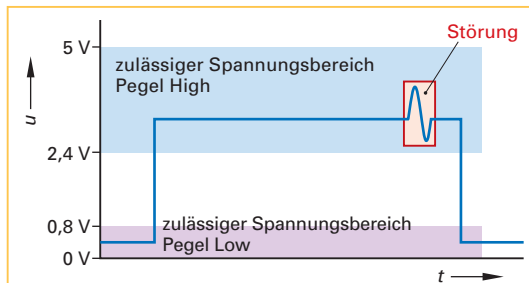 Störung
5 V
zulässiger Spannungsbereich
Pegel High
u
2,4 V
0,8 V
zulässiger Spannungsbereich
Pegel Low
0 V
t